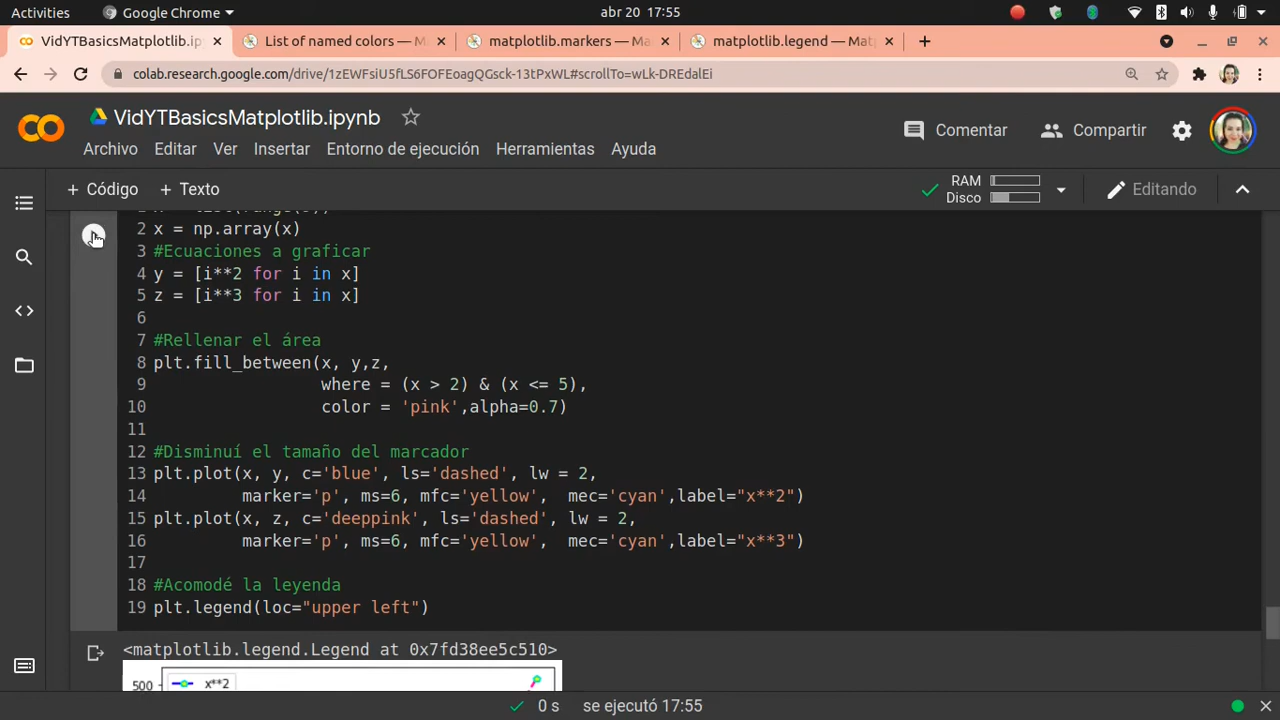 Activities
Google Chrome
abr 20 17:55
VidYTBasicsMatplotlib.ip
List of named colors — M
matplotlib.markers — Ma
matplotlib.legend — Mat
colab.research.google.com/drive/1zEWFsiU5fLS6FOFEoagQGsck-13tPxWL#scrollTo=wLk-DREdalEi
VidYTBasicsMatplotlib.ipynb
Comentar
Compartir
Archivo Editar Ver Insertar Entorno de ejecución Herramientas Ayuda
+ Código + Texto
RAM
Disco
Editando
2 x = np.array(x)
3 #Ecuaciones a graficar
4 y = [i**2 for i in x]
5 z = [i**3 for i in x]
6
7 #Rellenar el área
8 plt.fill_between(x, y,z,
9 where = (x > 2) & (x <= 5),
10 color = 'pink',alpha=0.7)
11
12 #Disminuí el tamaño del marcador
13 plt.plot(x, y, c='blue', ls='dashed', lw = 2,
14 marker='p', ms=6, mfc='yellow',  mec='cyan',label="x**2")
15 plt.plot(x, z, c='deeppink', ls='dashed', lw = 2,
16 marker='p', ms=6, mfc='yellow',  mec='cyan',label="x**3")
17
18 #Acomodé la leyenda
19 plt.legend(loc="upper left")
<matplotlib.legend.Legend at 0x7fd38ee5c510>
500
x**2
0 s se ejecutó 17:55